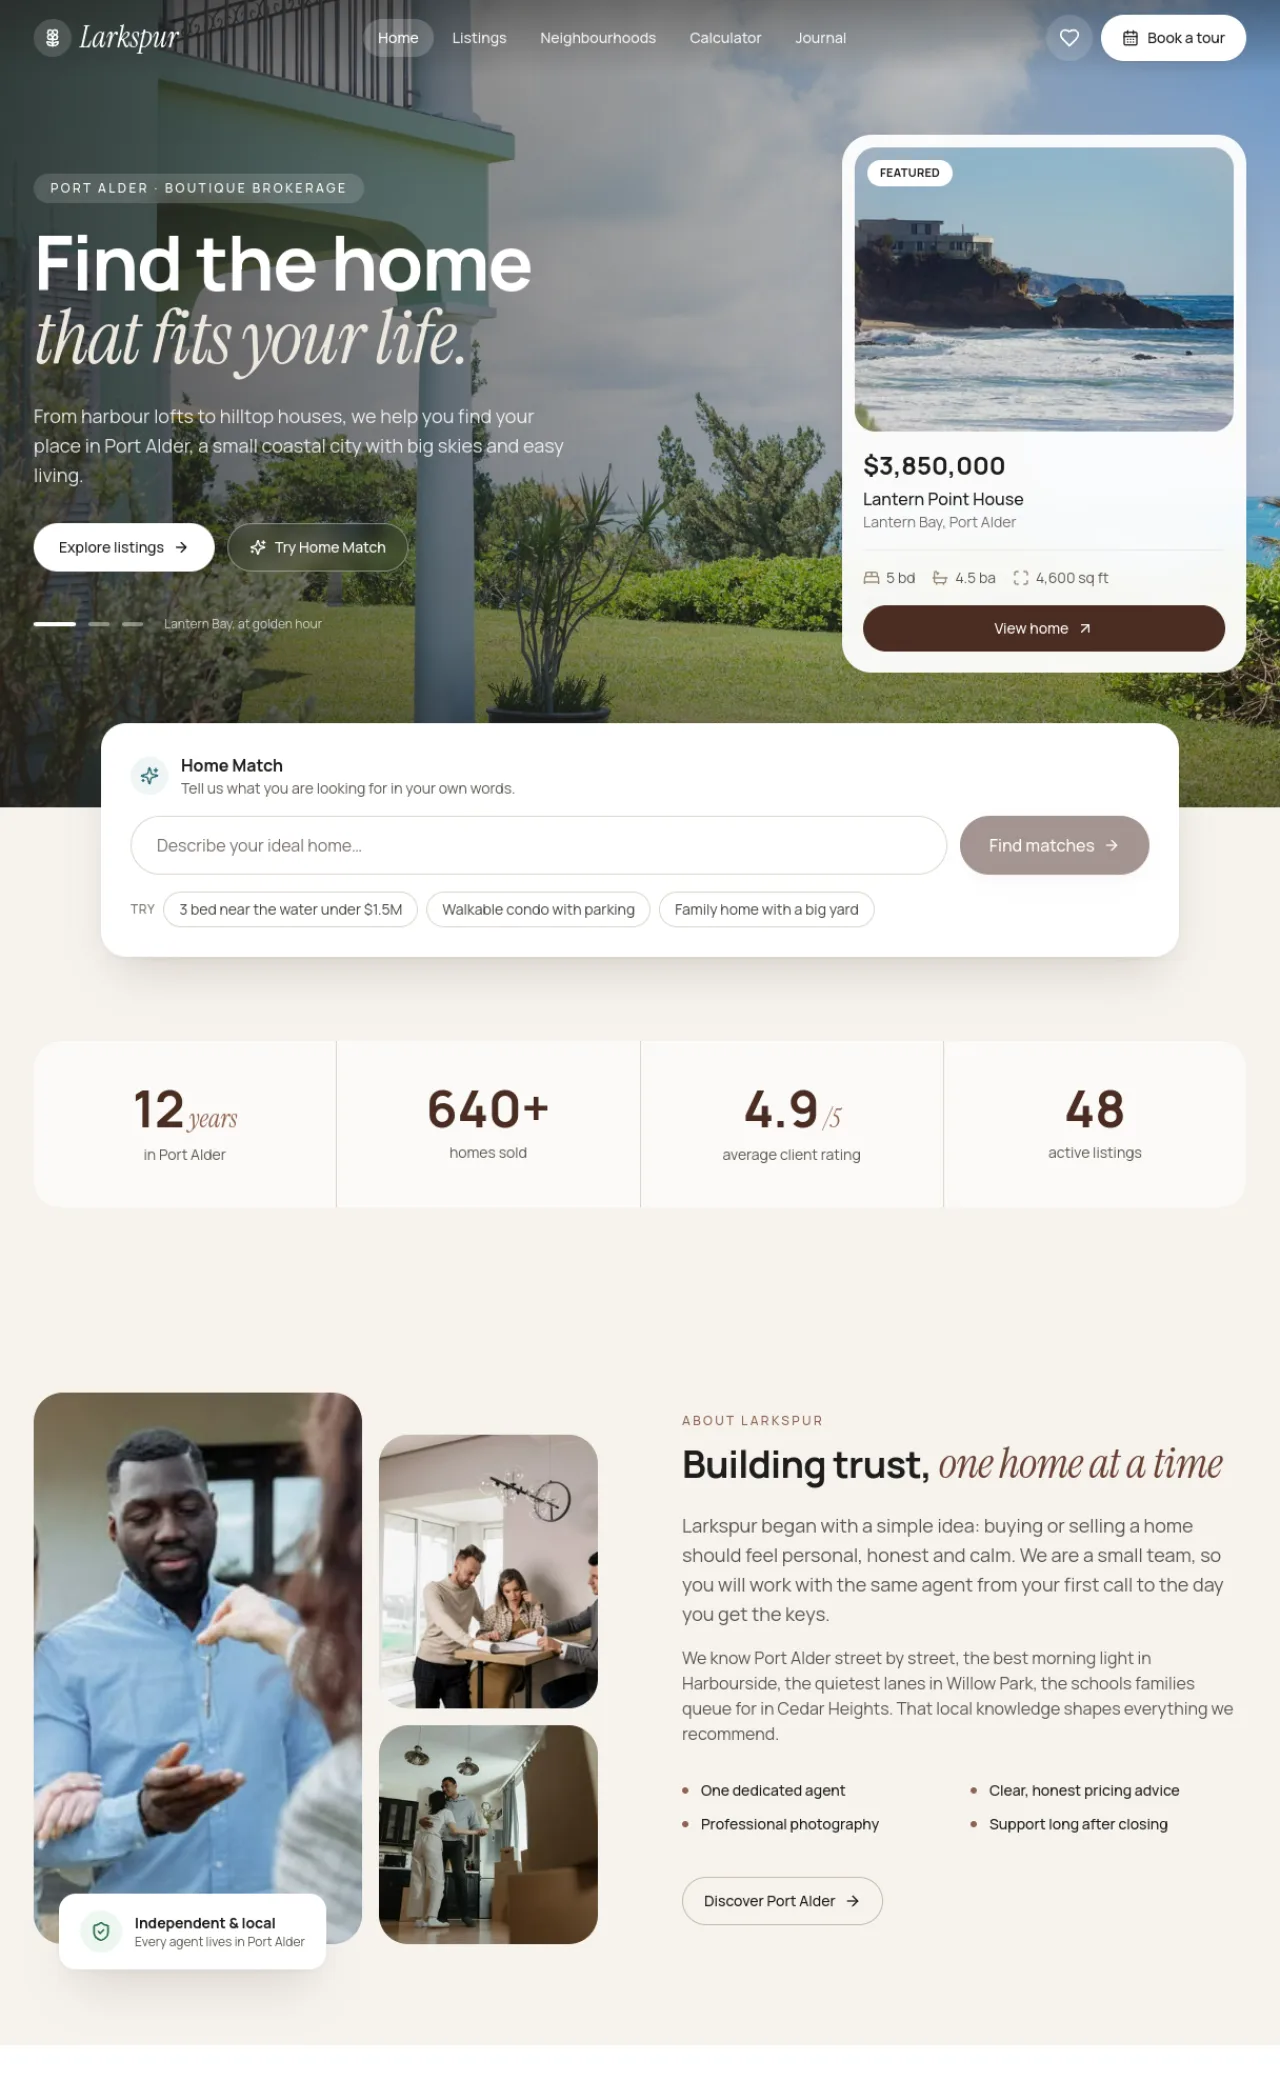 Larkspur
Home
Listings
Neighbourhoods
Calculator
Journal
Book a tour
PORT ALDER · BOUTIQUE BROKERAGE
Find the home
that fits your life.
From harbour lofts to hilltop houses, we help you find your
place in Port Alder, a small coastal city with big skies and easy
living.
Explore listings
Try Home Match
Lantern Bay, at golden hour
FEATURED
$3,850,000
Lantern Point House
Lantern Bay, Port Alder
5 bd
4.5 ba
4,600 sq ft
View home
Home Match
Tell us what you are looking for in your own words.
Describe your ideal home…
Find matches
TRY
3 bed near the water under $1.5M
Walkable condo with parking
Family home with a big yard
12 years
in Port Alder
640+
homes sold
4.9 /5
average client rating
48
active listings
Independent & local
Every agent lives in Port Alder
ABOUT LARKSPUR
Building trust, one home at a time
Larkspur began with a simple idea: buying or selling a home
should feel personal, honest and calm. We are a small team, so
you will work with the same agent from your first call to the day
you get the keys.
We know Port Alder street by street, the best morning light in
Harbourside, the quietest lanes in Willow Park, the schools families
queue for in Cedar Heights. That local knowledge shapes everything we
recommend.
One dedicated agent
Clear, honest pricing advice
Professional photography
Support long after closing
Discover Port Alder